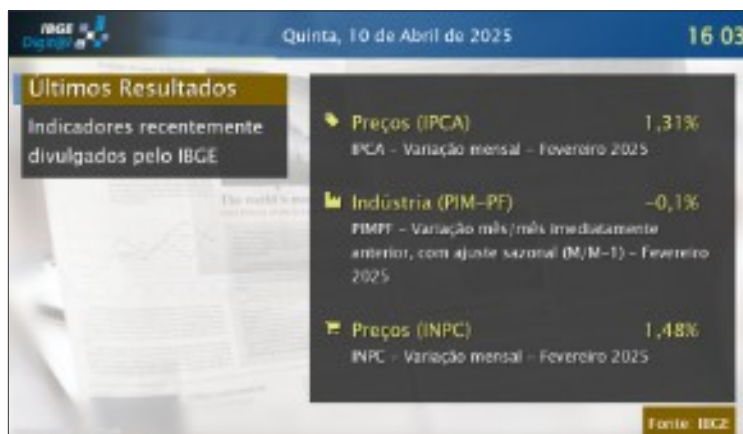 IBGE
Quinta, 10 de Abril de 2025
16 03
Últimos Resultados
Indicadores recentemente
divulgados pelo IBGE
Preços (IPCA) 1,31%
IPCA - Variação mensal - Fevereiro 2025
Indústria (PIM-PF) -0,1%
PIMPF - Variação mês/mês imediatamente
anterior, com ajuste sazonal (M/M-1) - Fevereiro
2025
Preços (INPC) 1,48%
INPC - Variação mensal - Fevereiro 2025
Fonte: IBGE